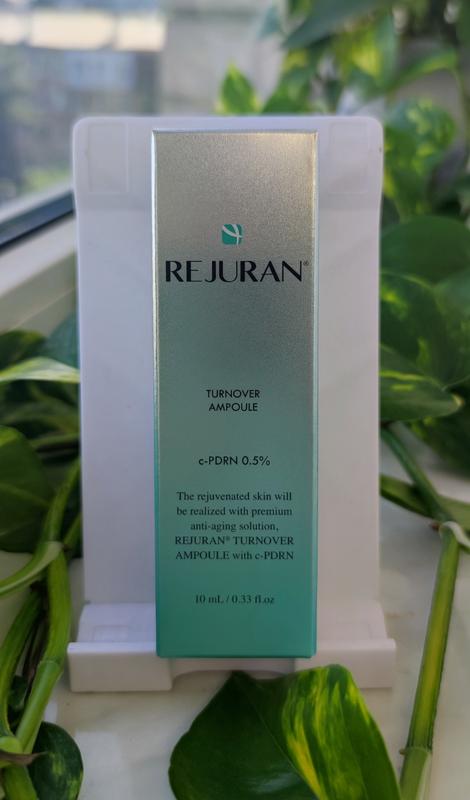 REJURAN®
TURNOVER
AMPOULE
c-PDRN 0.5%
The rejuvenated skin will
be realized with premium
anti-aging solution,
REJURAN® TURNOVER
AMPOULE with c-PDRN
10 mL / 0.33 fl.oz